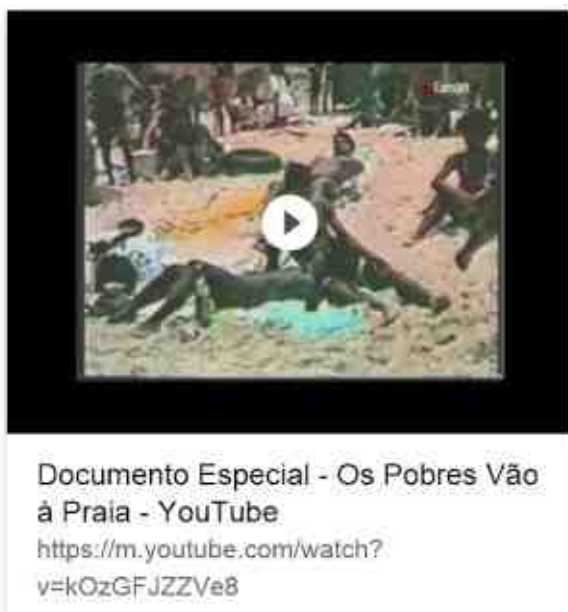 Documento Especial - Os Pobres Vão
à Praia - YouTube
https://m.youtube.com/watch?
v=kOzGFJZZVe8